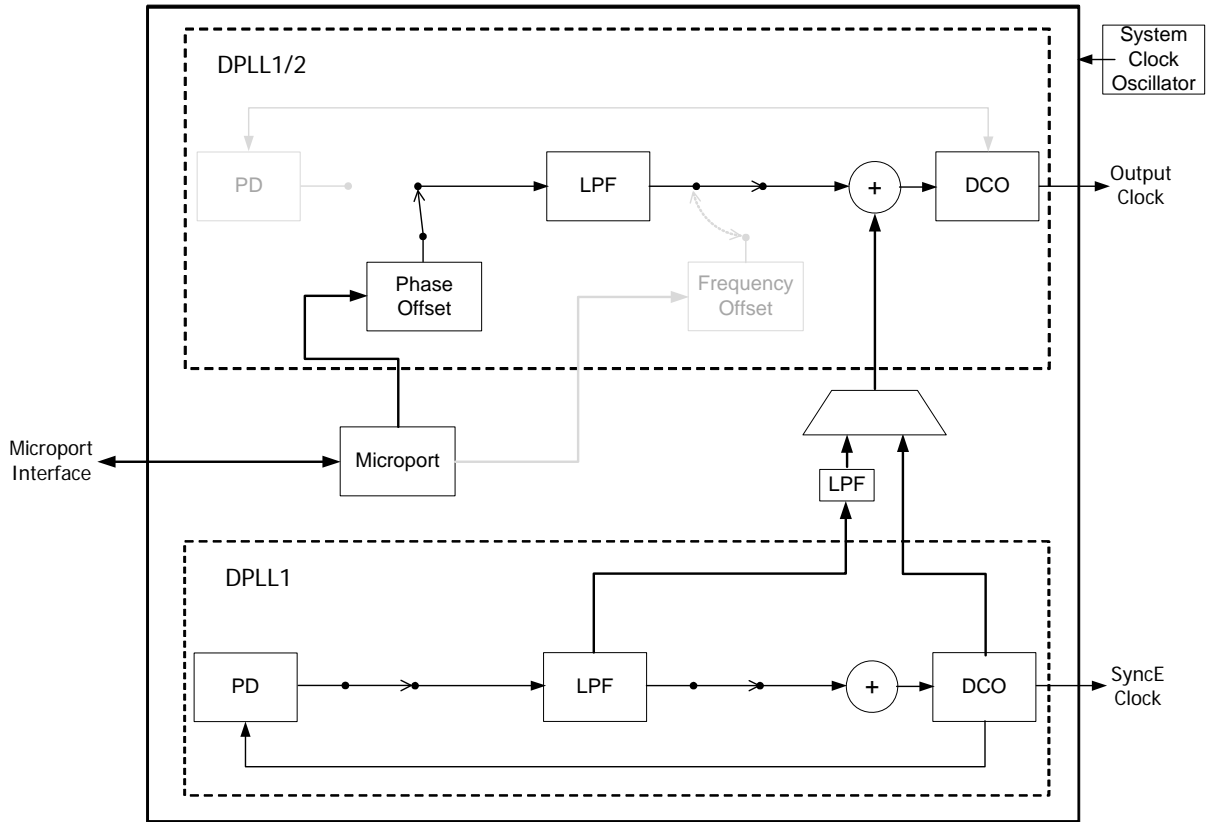 System
Clock
Oscillator
DPLL1/2
PD
LPF
+
DCO
Output
Clock
Phase
Offset
Frequency
Offset
Microport
Interface
Microport
LPF
DPLL1
PD
LPF
+
DCO
SyncE
Clock